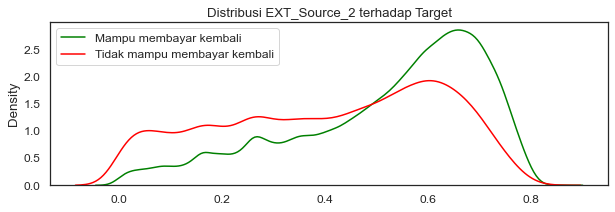 Distribusi EXT_Source_2 terhadap Target
Mampu membayar kembali
Tidak mampu membayar kembali
Density
2.5
2.0
1.5
1.0
0.5
0.0
0.0 0.2 0.4 0.6 0.8